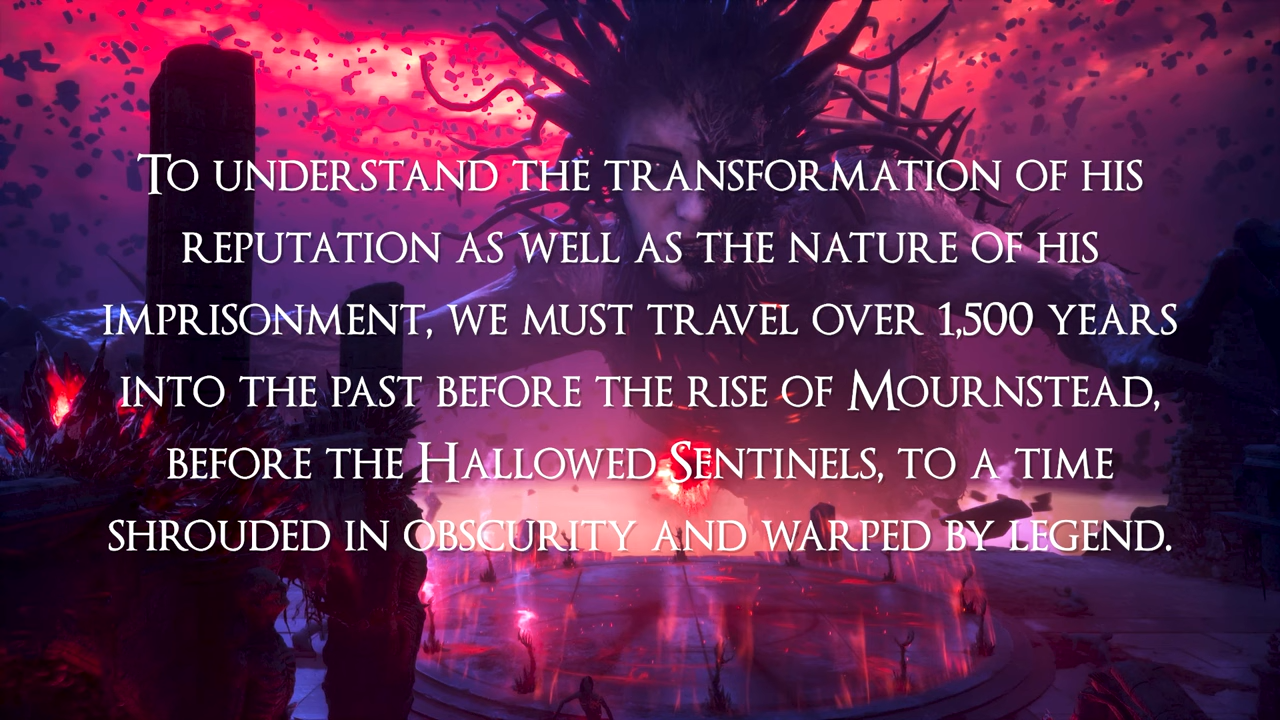 To understand the transformation of his
reputation as well as the nature of his
imprisonment, we must travel over 1,500 years
into the past before the rise of Mournstead,
before the Hallowed Sentinels, to a time
shrouded in obscurity and warped by legend.